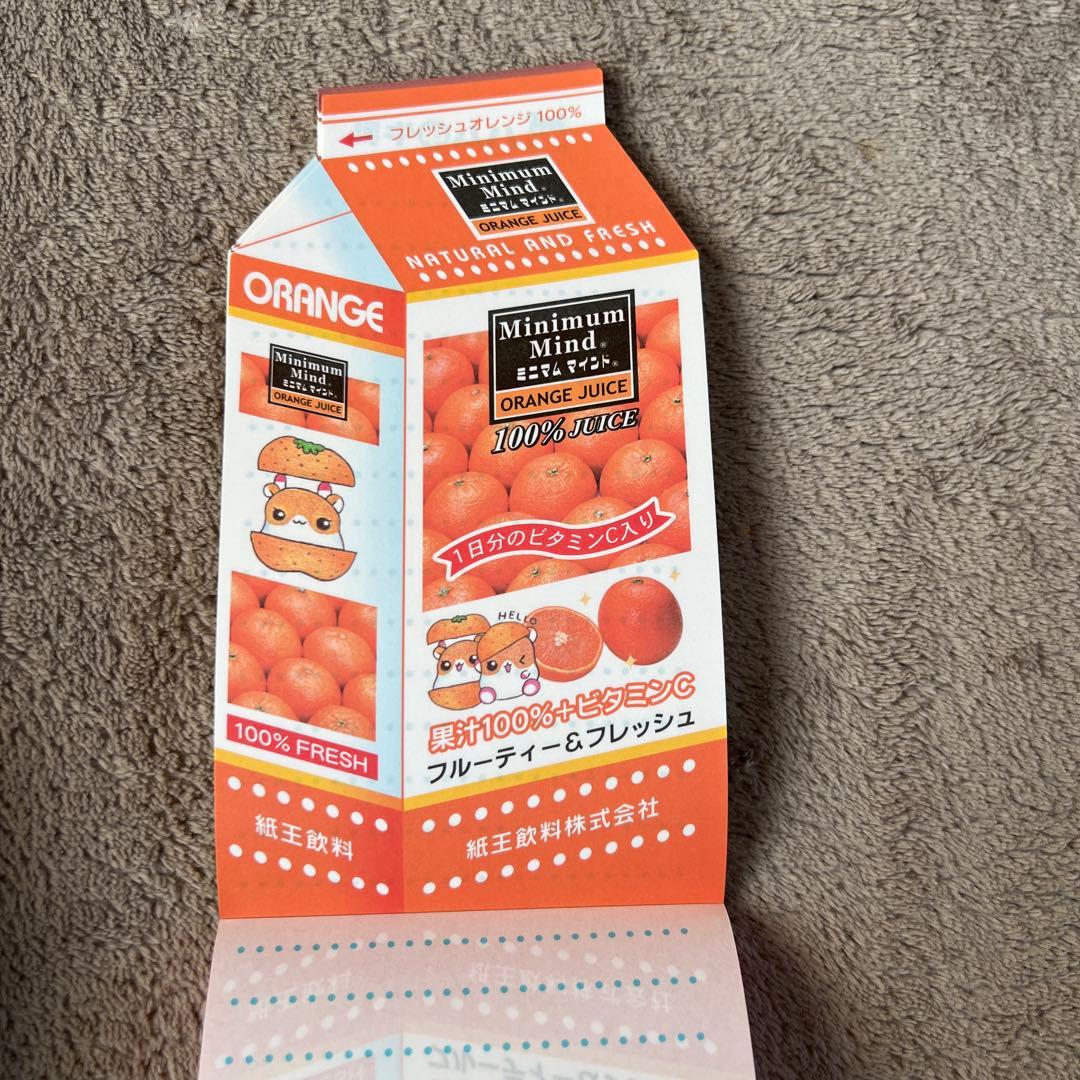 フレッシュオレンジ 100%
Minimum
Mind®
ミニマム マインド®
ORANGE JUICE
NATURAL AND FRESH
ORANGE
Minimum
Mind®
ミニマム マインド®
ORANGE JUICE
100% FRESH
紙王飲料
Minimum
Mind®
ミニマム マインド®
ORANGE JUICE
100% JUICE
1日分のビタミンC入り
HELLO
果汁100%+ビタミンC
フルーティー&フレッシュ
紙王飲料株式会社